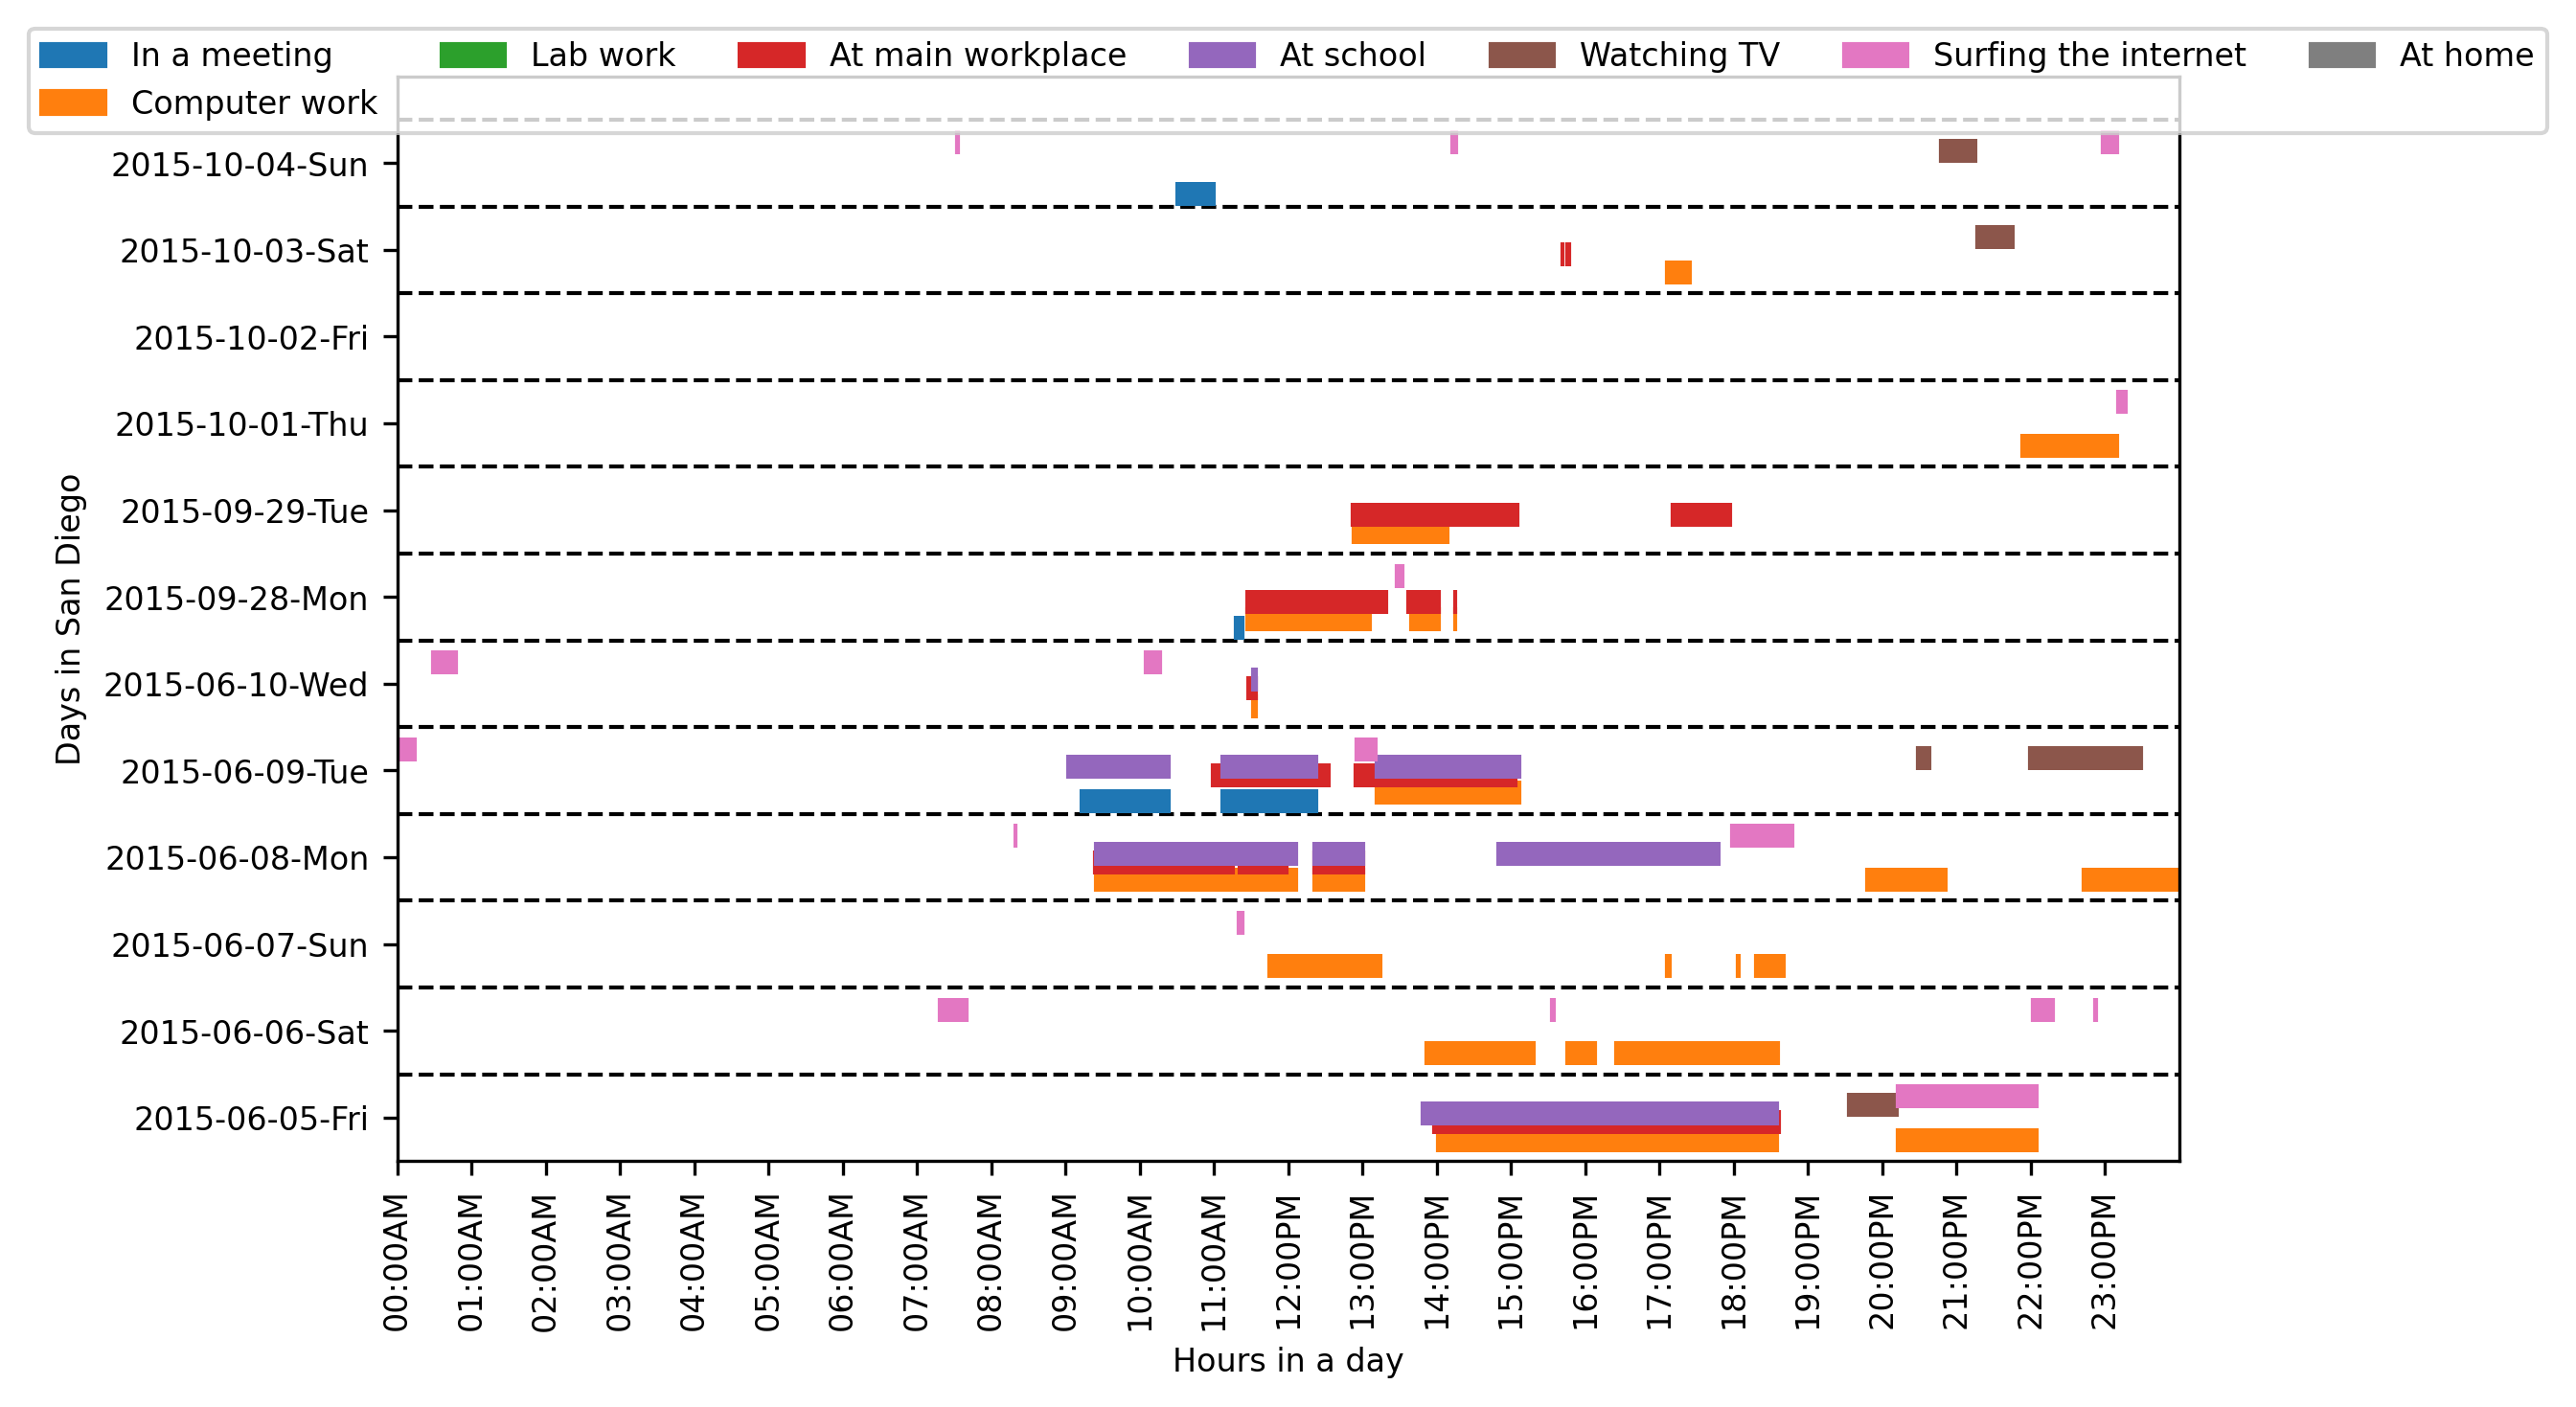 In a meeting
Computer work
Lab work
At main workplace
At school
Watching TV
Surfing the internet
At home
Days in San Diego
2015-10-04-Sun
2015-10-03-Sat
2015-10-02-Fri
2015-10-01-Thu
2015-09-29-Tue
2015-09-28-Mon
2015-06-10-Wed
2015-06-09-Tue
2015-06-08-Mon
2015-06-07-Sun
2015-06-06-Sat
2015-06-05-Fri
00:00AM
01:00AM
02:00AM
03:00AM
04:00AM
05:00AM
06:00AM
07:00AM
08:00AM
09:00AM
10:00AM
11:00AM
12:00PM
13:00PM
14:00PM
15:00PM
16:00PM
17:00PM
18:00PM
19:00PM
20:00PM
21:00PM
22:00PM
23:00PM
Hours in a day